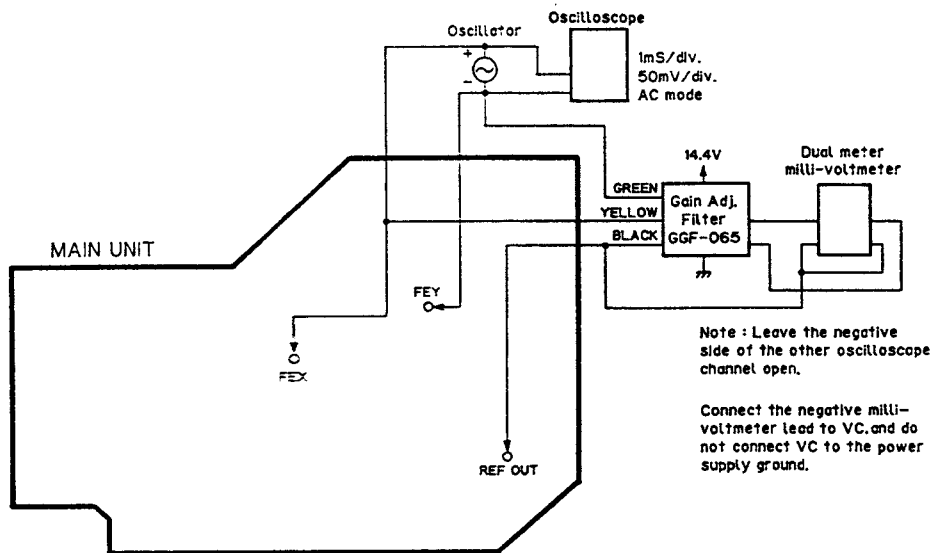 Oscilloscope
Oscillator
+
−
1mS/div.
50mV/div.
AC mode
14.4V
Dual meter
milli-voltmeter
GREEN
YELLOW
BLACK
Gain Adj.
Filter
GGF-065
MAIN UNIT
FEY
FEX
REF OUT
Note : Leave the negative
side of the other oscilloscope
channel open.
Connect the negative milli-
voltmeter lead to VC.and do
not connect VC to the power
supply ground.